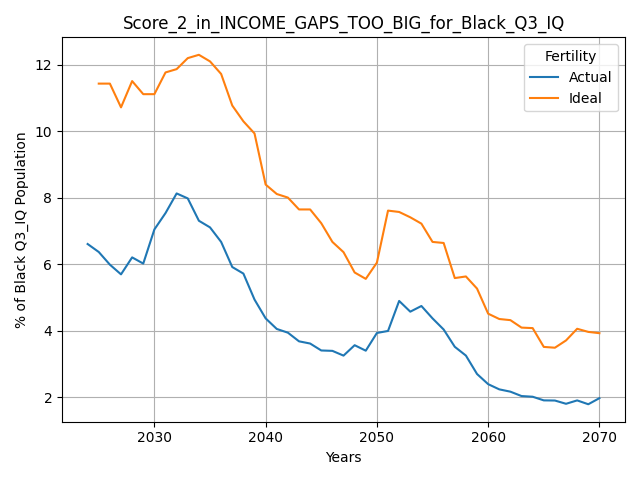 Score_2_in_INCOME_GAPS_TOO_BIG_for_Black_Q3_IQ
Fertility
Actual
Ideal
% of Black Q3_IQ Population
12
10
8
6
4
2
2030
2040
2050
2060
2070
Years